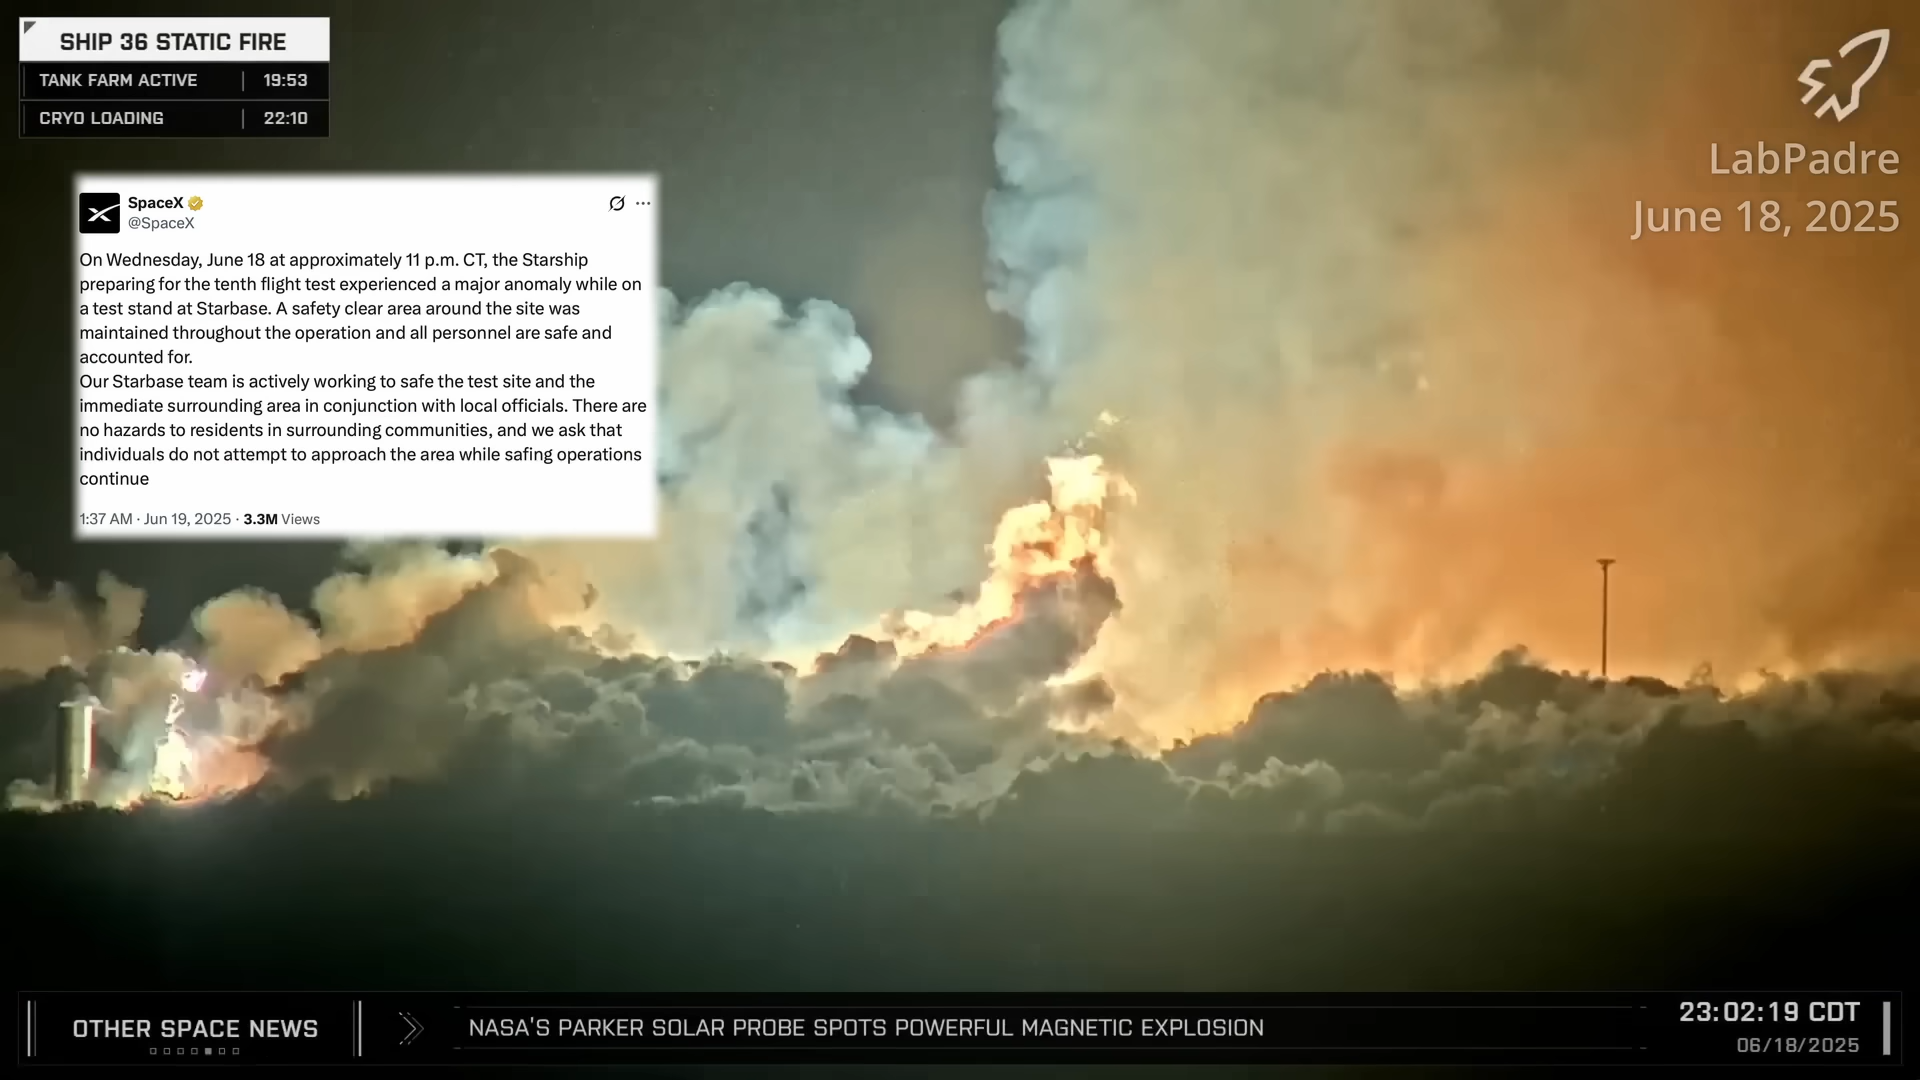 SHIP 36 STATIC FIRE
TANK FARM ACTIVE | 19:53
CRYO LOADING | 22:10
LabPadre
June 18, 2025
SpaceX
@SpaceX
On Wednesday, June 18 at approximately 11 p.m. CT, the Starship
preparing for the tenth flight test experienced a major anomaly while on
a test stand at Starbase. A safety clear area around the site was
maintained throughout the operation and all personnel are safe and
accounted for.
Our Starbase team is actively working to safe the test site and the
immediate surrounding area in conjunction with local officials. There are
no hazards to residents in surrounding communities, and we ask that
individuals do not attempt to approach the area while safing operations
continue
1:37 AM · Jun 19, 2025 · 3.3M Views
OTHER SPACE NEWS
NASA'S PARKER SOLAR PROBE SPOTS POWERFUL MAGNETIC EXPLOSION
23:02:19 CDT
06/18/2025